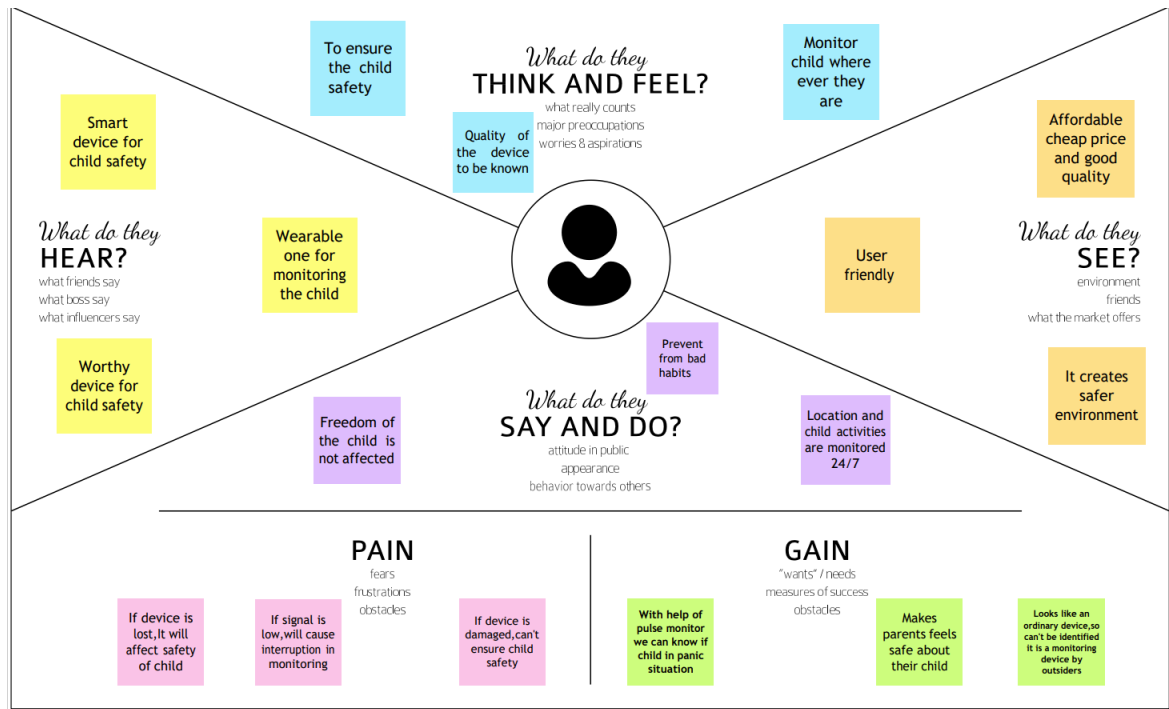 What do they
THINK AND FEEL?
what really counts
major preoccupations
worries & aspirations
To ensure
the child
safety
Quality of
the device
to be known
Monitor
child where
ever they
are
What do they
HEAR?
what friends say
what boss say
what influencers say
Smart
device for
child safety
Wearable
one for
monitoring
the child
Worthy
device for
child safety
What do they
SEE?
environment
friends
what the market offers
Affordable
cheap price
and good
quality
User
friendly
It creates
safer
environment
What do they
SAY AND DO?
attitude in public
appearance
behavior towards others
Prevent
from bad
habits
Freedom of
the child is
not affected
Location and
child activities
are monitored
24/7
PAIN
fears
frustrations
obstacles
If device is
lost,It will
affect safety
of child
If signal is
low,will cause
interruption in
monitoring
If device is
damaged,can't
ensure child
safety
GAIN
"wants" / needs
measures of success
obstacles
With help of
pulse monitor
we can know if
child in panic
situation
Makes
parents feels
safe about
their child
Looks like an
ordinary device,so
can't be identified
it is a monitoring
device by
outsiders